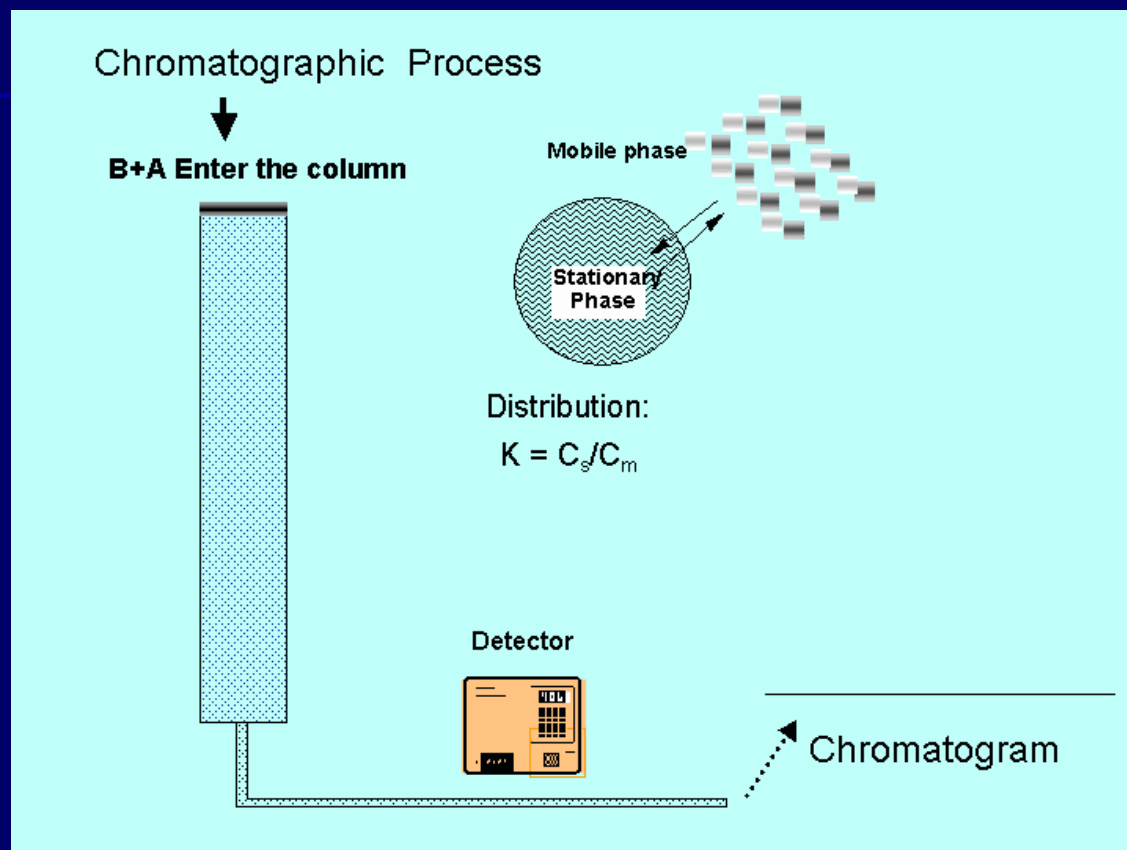 Chromatographic Process
B+A Enter the column
Mobile phase
Stationary
Phase
Distribution:
K = Cₛ/Cₘ
Detector
Chromatogram